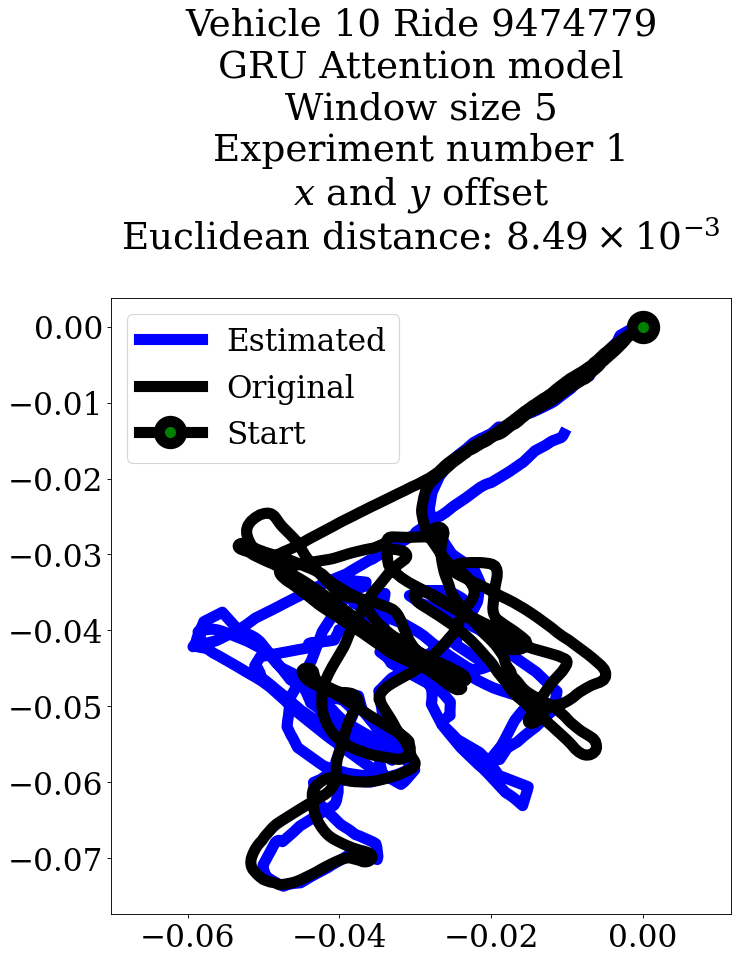 Vehicle 10 Ride 9474779
GRU Attention model
Window size 5
Experiment number 1
x and y offset
Euclidean distance: 8.49 × 10⁻³
Estimated
Original
Start
0.00
−0.01
−0.02
−0.03
−0.04
−0.05
−0.06
−0.07
−0.06 −0.04 −0.02 0.00